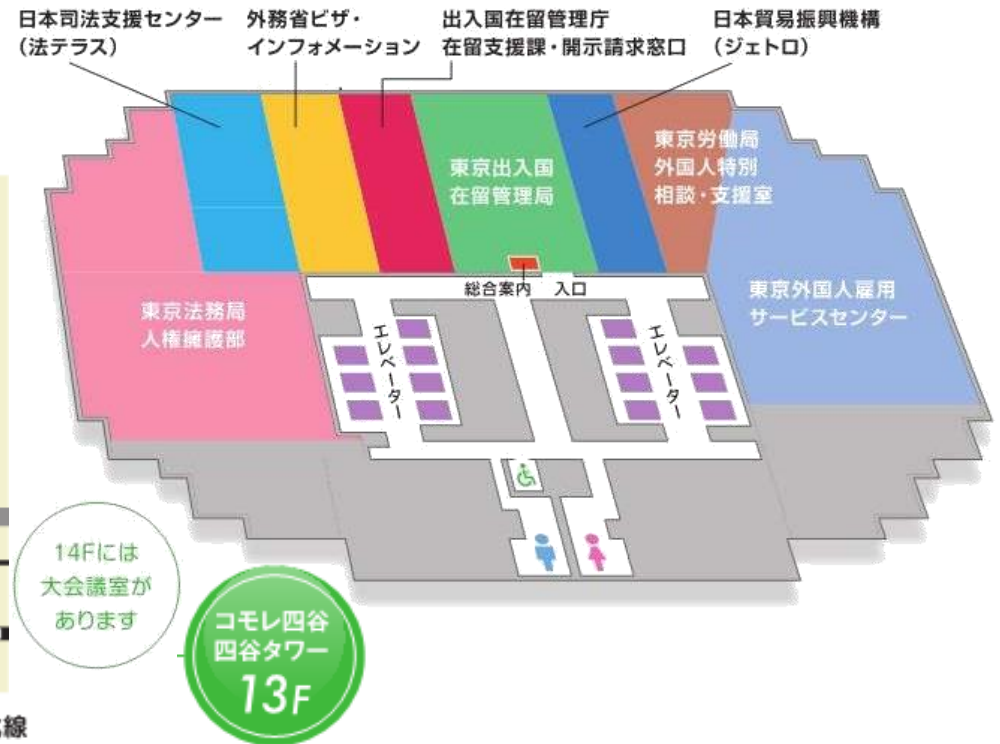 日本司法支援センター
（法テラス）
外務省ビザ・
インフォメーション
出入国在留管理庁
在留支援課・開示請求窓口
日本貿易振興機構
（ジェトロ）
東京出入国
在留管理局
東京労働局
外国人特別
相談・支援室
総合案内 入口
東京法務局
人権擁護部
エレベーター
エレベーター
東京外国人雇用
サービスセンター
14Fには
大会議室が
あります
コモレ四谷
四谷タワー
13F
線